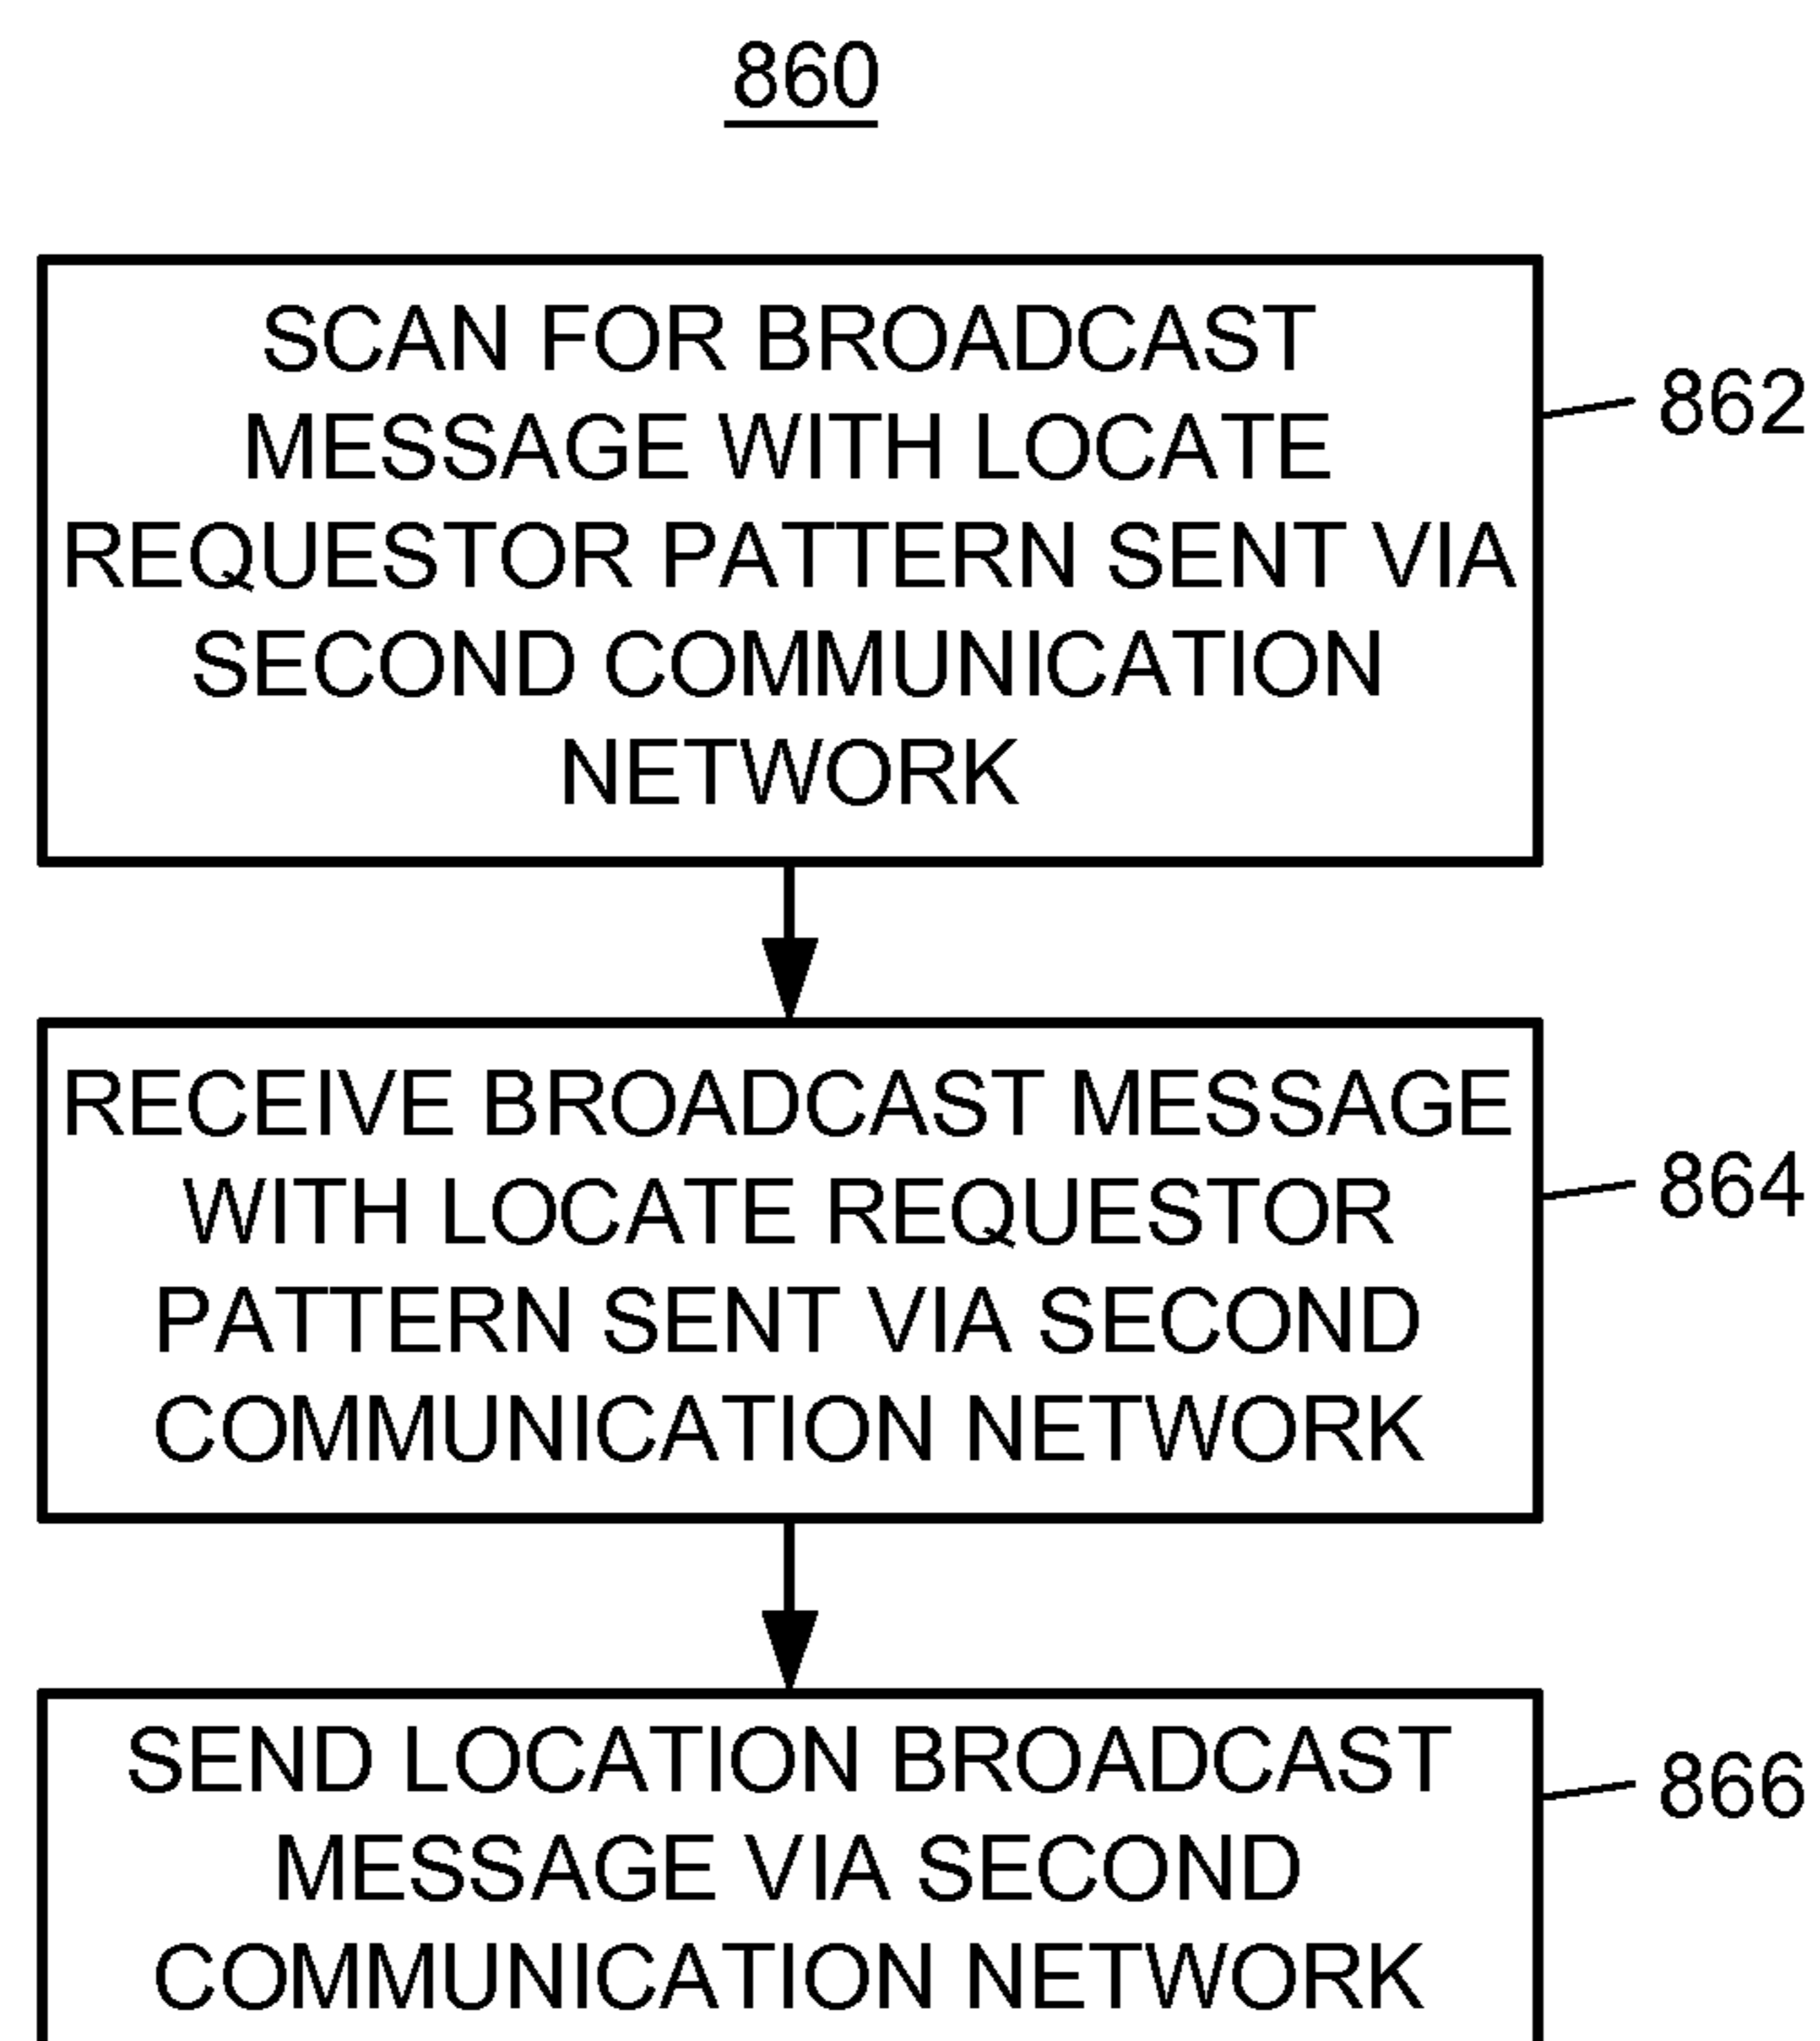 860
SCAN FOR BROADCAST
MESSAGE WITH LOCATE
REQUESTOR PATTERN SENT VIA
SECOND COMMUNICATION
NETWORK
862
RECEIVE BROADCAST MESSAGE
WITH LOCATE REQUESTOR
PATTERN SENT VIA SECOND
COMMUNICATION NETWORK
864
SEND LOCATION BROADCAST
MESSAGE VIA SECOND
COMMUNICATION NETWORK
866